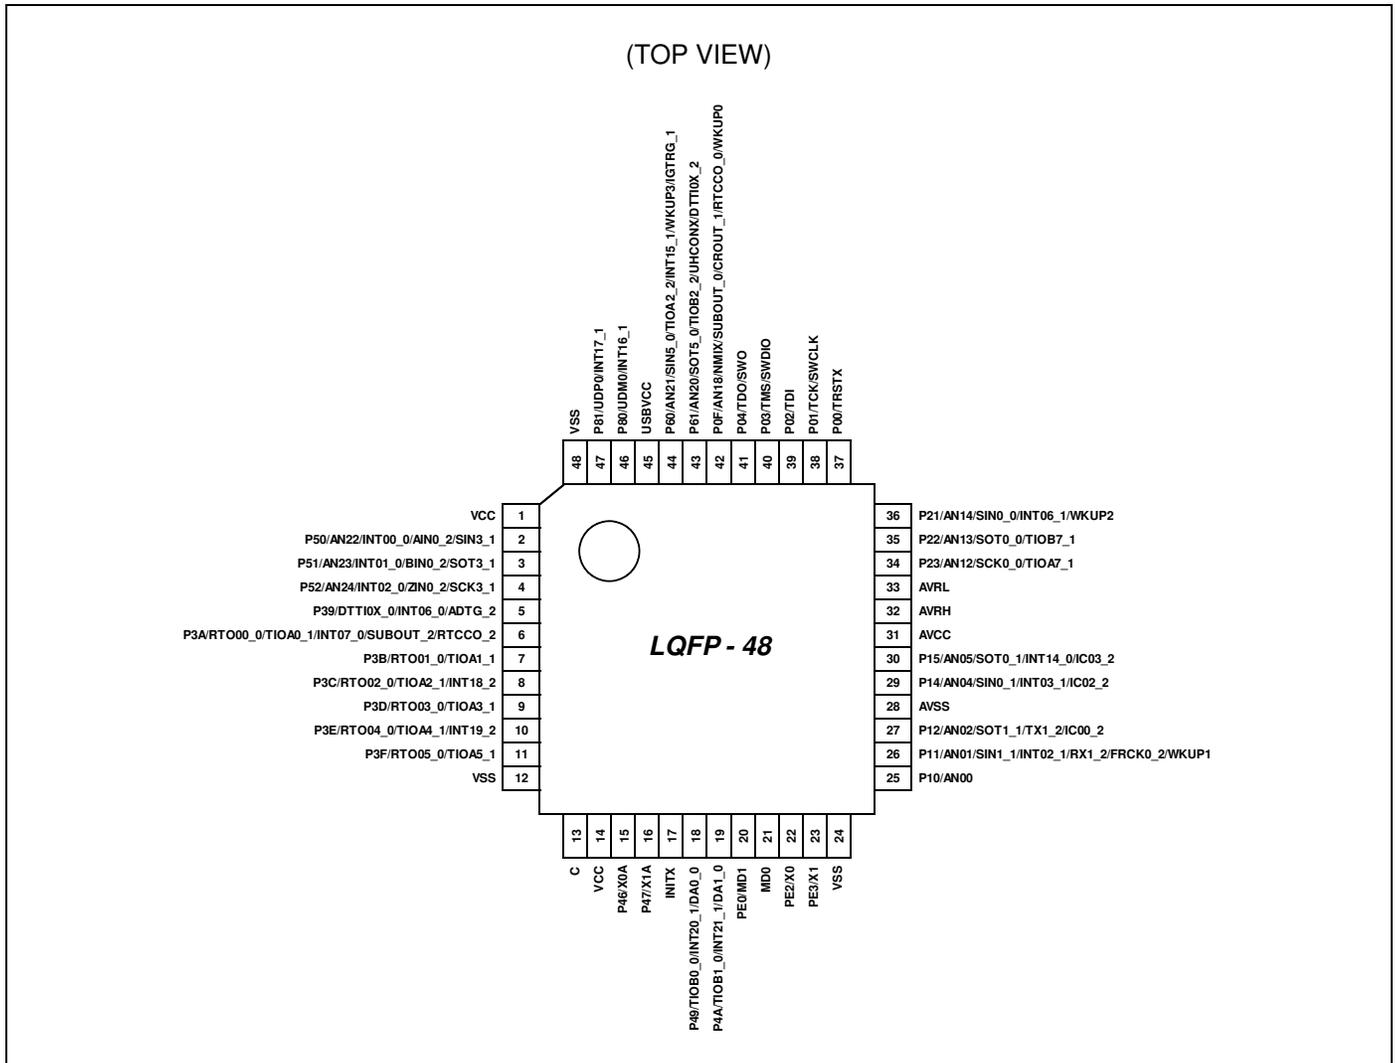 (TOP VIEW)
VSS
P81/UDP0/INT17_1
P80/UDM0/INT16_1
USBVCC
P60/AN21/SIN5_0/TIOA2_2/INT15_1/WKUP3/IGTRG_1
P61/AN20/SOT5_0/TIOB2_2/UHCONX/DTTI0X_2
P0F/AN18/NMIX/SUBOUT_0/CROUT_1/RTCCO_0/WKUP0
P04/TDO/SWO
P03/TMS/SWDIO
P02/TDI
P01/TCK/SWCLK
P00/TRSTX
48 47 46 45 44 43 42 41 40 39 38 37
VCC 1
P50/AN22/INT00_0/AIN0_2/SIN3_1 2
P51/AN23/INT01_0/BIN0_2/SOT3_1 3
P52/AN24/INT02_0/ZIN0_2/SCK3_1 4
P39/DTTI0X_0/INT06_0/ADTG_2 5
P3A/RTO00_0/TIOA0_1/INT07_0/SUBOUT_2/RTCCO_2 6
P3B/RTO01_0/TIOA1_1 7
P3C/RTO02_0/TIOA2_1/INT18_2 8
P3D/RTO03_0/TIOA3_1 9
P3E/RTO04_0/TIOA4_1/INT19_2 10
P3F/RTO05_0/TIOA5_1 11
VSS 12
LQFP - 48
36 P21/AN14/SIN0_0/INT06_1/WKUP2
35 P22/AN13/SOT0_0/TIOB7_1
34 P23/AN12/SCK0_0/TIOA7_1
33 AVRL
32 AVRH
31 AVCC
30 P15/AN05/SOT0_1/INT14_0/IC03_2
29 P14/AN04/SIN0_1/INT03_1/IC02_2
28 AVSS
27 P12/AN02/SOT1_1/TX1_2/IC00_2
26 P11/AN01/SIN1_1/INT02_1/RX1_2/FRCK0_2/WKUP1
25 P10/AN00
13 14 15 16 17 18 19 20 21 22 23 24
C
VCC
P46/X0A
P47/X1A
INITX
P49/TIOB0_0/INT20_1/DA0_0
P4A/TIOB1_0/INT21_1/DA1_0
PE0/MD1
MD0
PE2/X0
PE3/X1
VSS